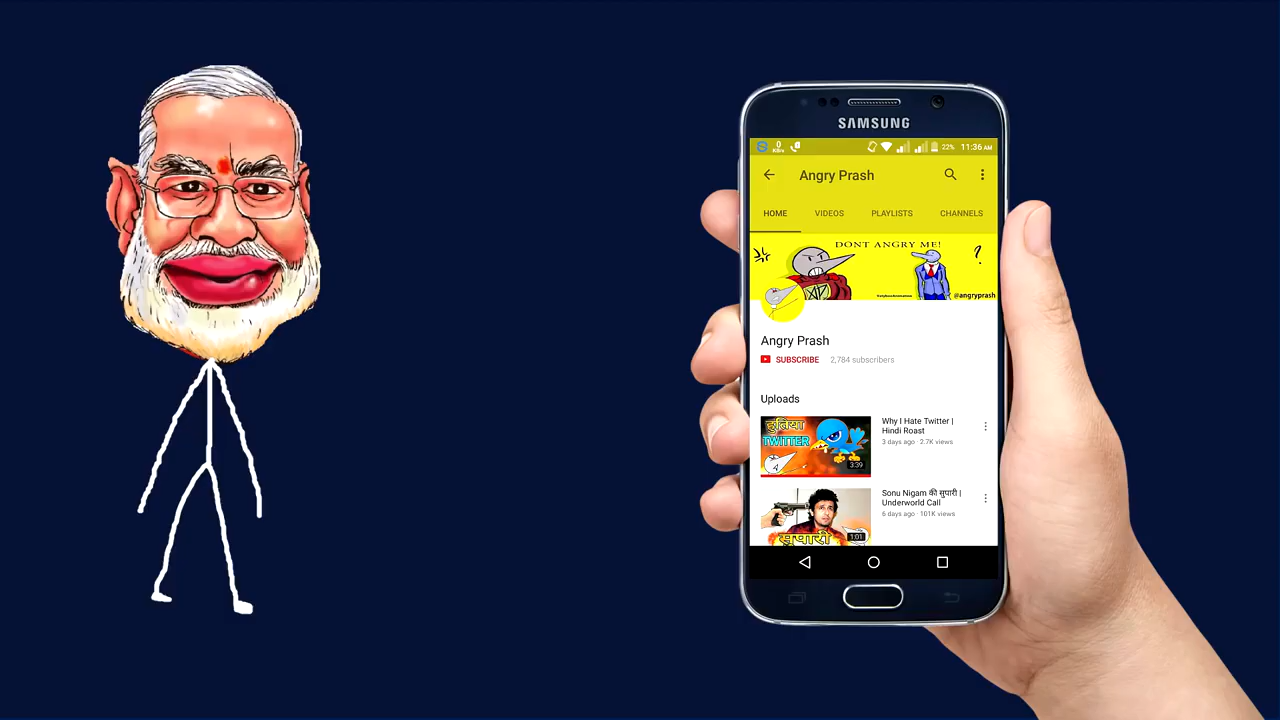 SAMSUNG
22% 11:36 AM
Angry Prash
HOME VIDEOS PLAYLISTS CHANNELS
DONT ANGRY ME!
?
@angryprash
Angry Prash
SUBSCRIBE 2,784 subscribers
Uploads
TWITTER
3:39
Why I Hate Twitter |
Hindi Roast
3 days ago · 2.7K views
सुपारी
1:01
Sonu Nigam की सुपारी |
Underworld Call
6 days ago · 101K views